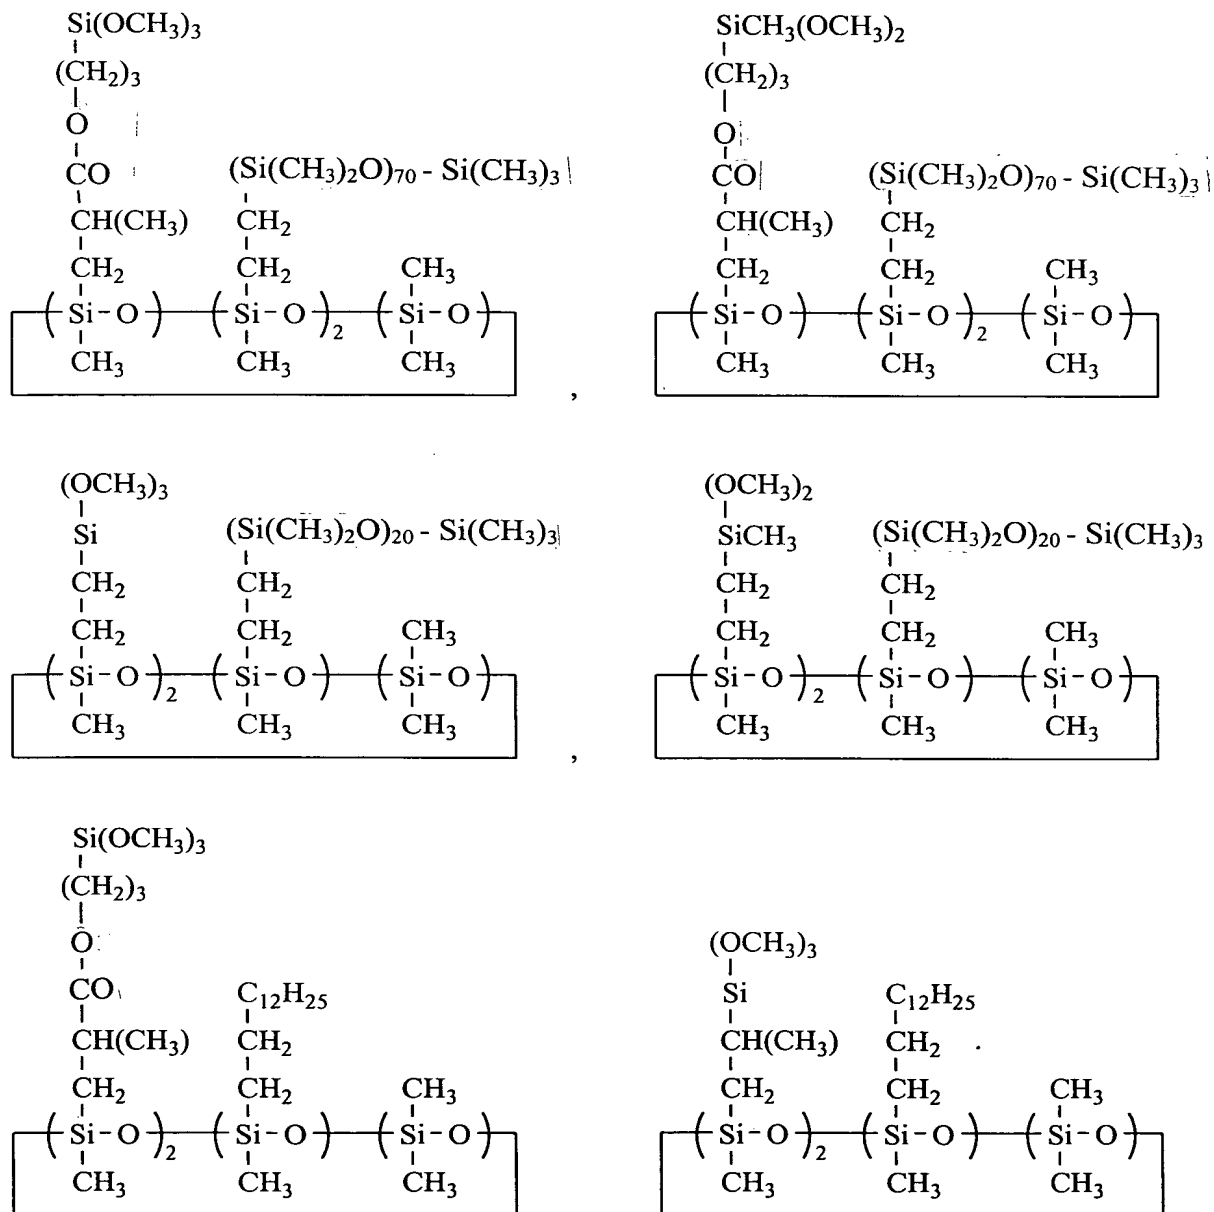 Si(OCH₃)₃
(CH₂)₃
O
CO (Si(CH₃)₂O)₇₀ - Si(CH₃)₃
CH(CH₃) CH₂
CH₂ CH₂ CH₃
(Si-O) (Si-O)₂ (Si-O)
CH₃ CH₃ CH₃
,
SiCH₃(OCH₃)₂
(CH₂)₃
O
CO (Si(CH₃)₂O)₇₀ - Si(CH₃)₃
CH(CH₃) CH₂
CH₂ CH₂ CH₃
(Si-O) (Si-O)₂ (Si-O)
CH₃ CH₃ CH₃
(OCH₃)₃
Si (Si(CH₃)₂O)₂₀ - Si(CH₃)₃
CH₂ CH₂
CH₂ CH₂ CH₃
(Si-O)₂ (Si-O) (Si-O)
CH₃ CH₃ CH₃
,
(OCH₃)₂
SiCH₃ (Si(CH₃)₂O)₂₀ - Si(CH₃)₃
CH₂ CH₂
CH₂ CH₂ CH₃
(Si-O)₂ (Si-O) (Si-O)
CH₃ CH₃ CH₃
Si(OCH₃)₃
(CH₂)₃
O
CO C₁₂H₂₅
CH(CH₃) CH₂
CH₂ CH₂ CH₃
(Si-O)₂ (Si-O) (Si-O)
CH₃ CH₃ CH₃
(OCH₃)₃
Si C₁₂H₂₅
CH(CH₃) CH₂
CH₂ CH₂ CH₃
(Si-O)₂ (Si-O) (Si-O)
CH₃ CH₃ CH₃